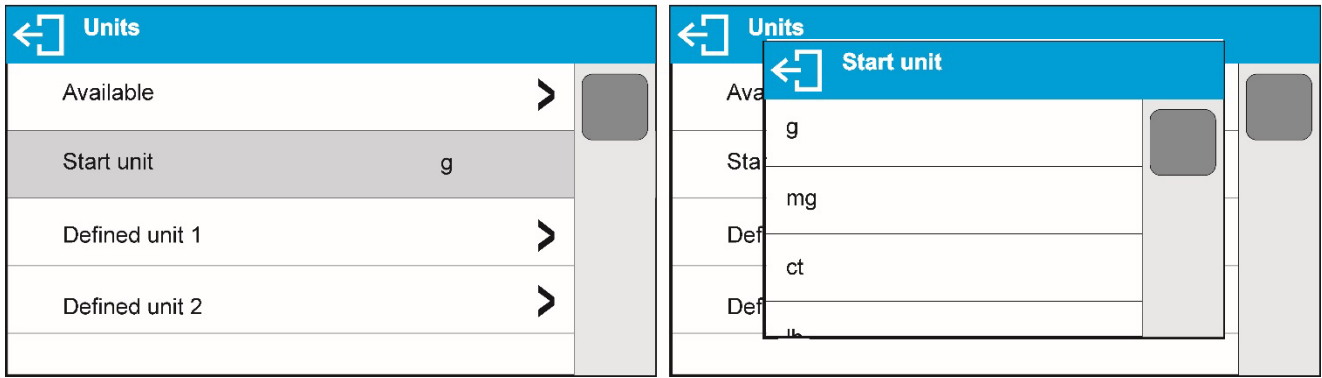 Units
Available
Start unit g
Defined unit 1
Defined unit 2
Units
Start unit
Ava
g
Sta
mg
Def
ct
Def
lb